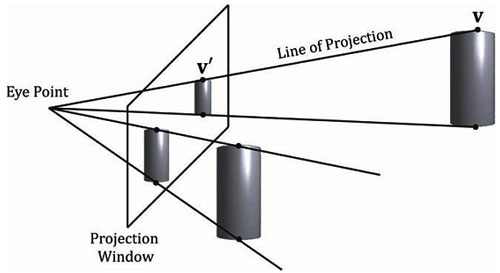 v
Line of Projection
v′
Eye Point
Projection
Window